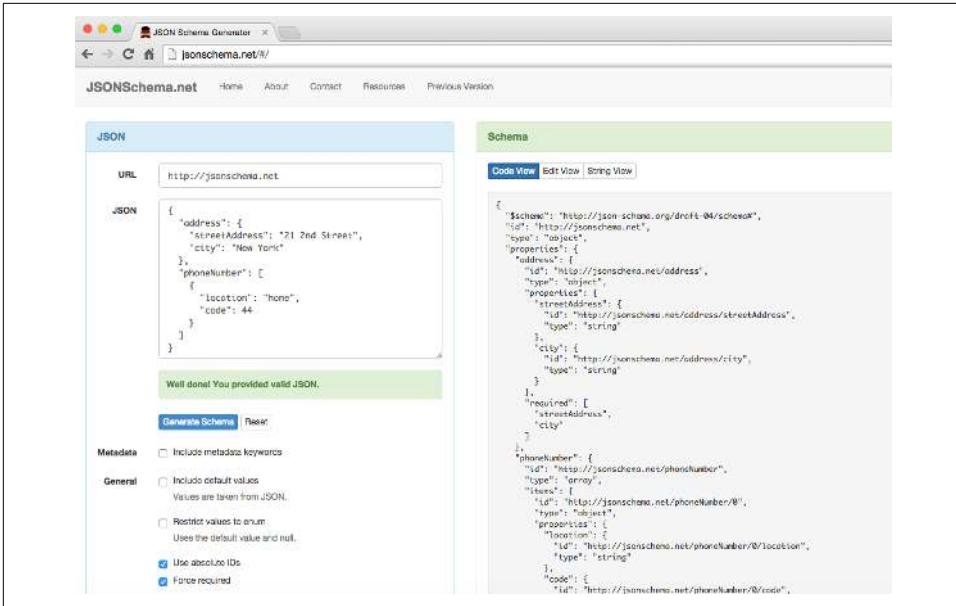 JSON Schema Generator
jsonschema.net/#/
JSONSchema.net Home About Contact Resources Previous Version
JSON
URL
http://jsonschema.net
JSON
{
"address": {
"streetAddress": "21 2nd Street",
"city": "New York"
},
"phoneNumber": [
{
"location": "home",
"code": 44
}
]
}
Well done! You provided valid JSON.
Generate Schema Reset
Metadata
Include metadata keywords
General
Include default values
Values are taken from JSON.
Restrict values to enum
Uses the default value and null.
Use absolute IDs
Force required
Schema
Code View Edit View String View
{
"$schema": "http://json-schema.org/draft-04/schema#",
"id": "http://jsonschema.net",
"type": "object",
"properties": {
"address": {
"id": "http://jsonschema.net/address",
"type": "object",
"properties": {
"streetAddress": {
"id": "http://jsonschema.net/address/streetAddress",
"type": "string"
},
"city": {
"id": "http://jsonschema.net/address/city",
"type": "string"
}
},
"required": [
"streetAddress",
"city"
]
},
"phoneNumber": {
"id": "http://jsonschema.net/phoneNumber",
"type": "array",
"items": {
"id": "http://jsonschema.net/phoneNumber/0",
"type": "object",
"properties": {
"location": {
"id": "http://jsonschema.net/phoneNumber/0/location",
"type": "string"
},
"code": {
"id": "http://jsonschema.net/phoneNumber/0/code",